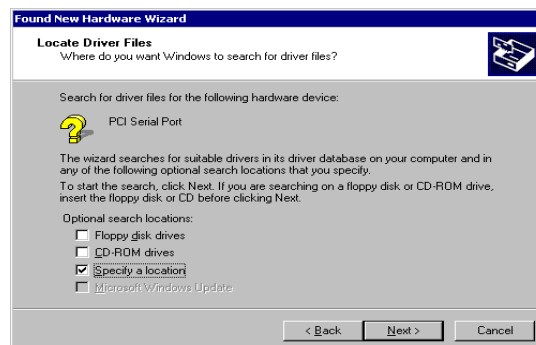 Found New Hardware Wizard
Locate Driver Files
Where do you want Windows to search for driver files?
Search for driver files for the following hardware device:
PCI Serial Port
The wizard searches for suitable drivers in its driver database on your computer and in
any of the following optional search locations that you specify.
To start the search, click Next. If you are searching on a floppy disk or CD-ROM drive,
insert the floppy disk or CD before clicking Next.
Optional search locations:
Floppy disk drives
CD-ROM drives
Specify a location
Microsoft Windows Update
< Back Next > Cancel